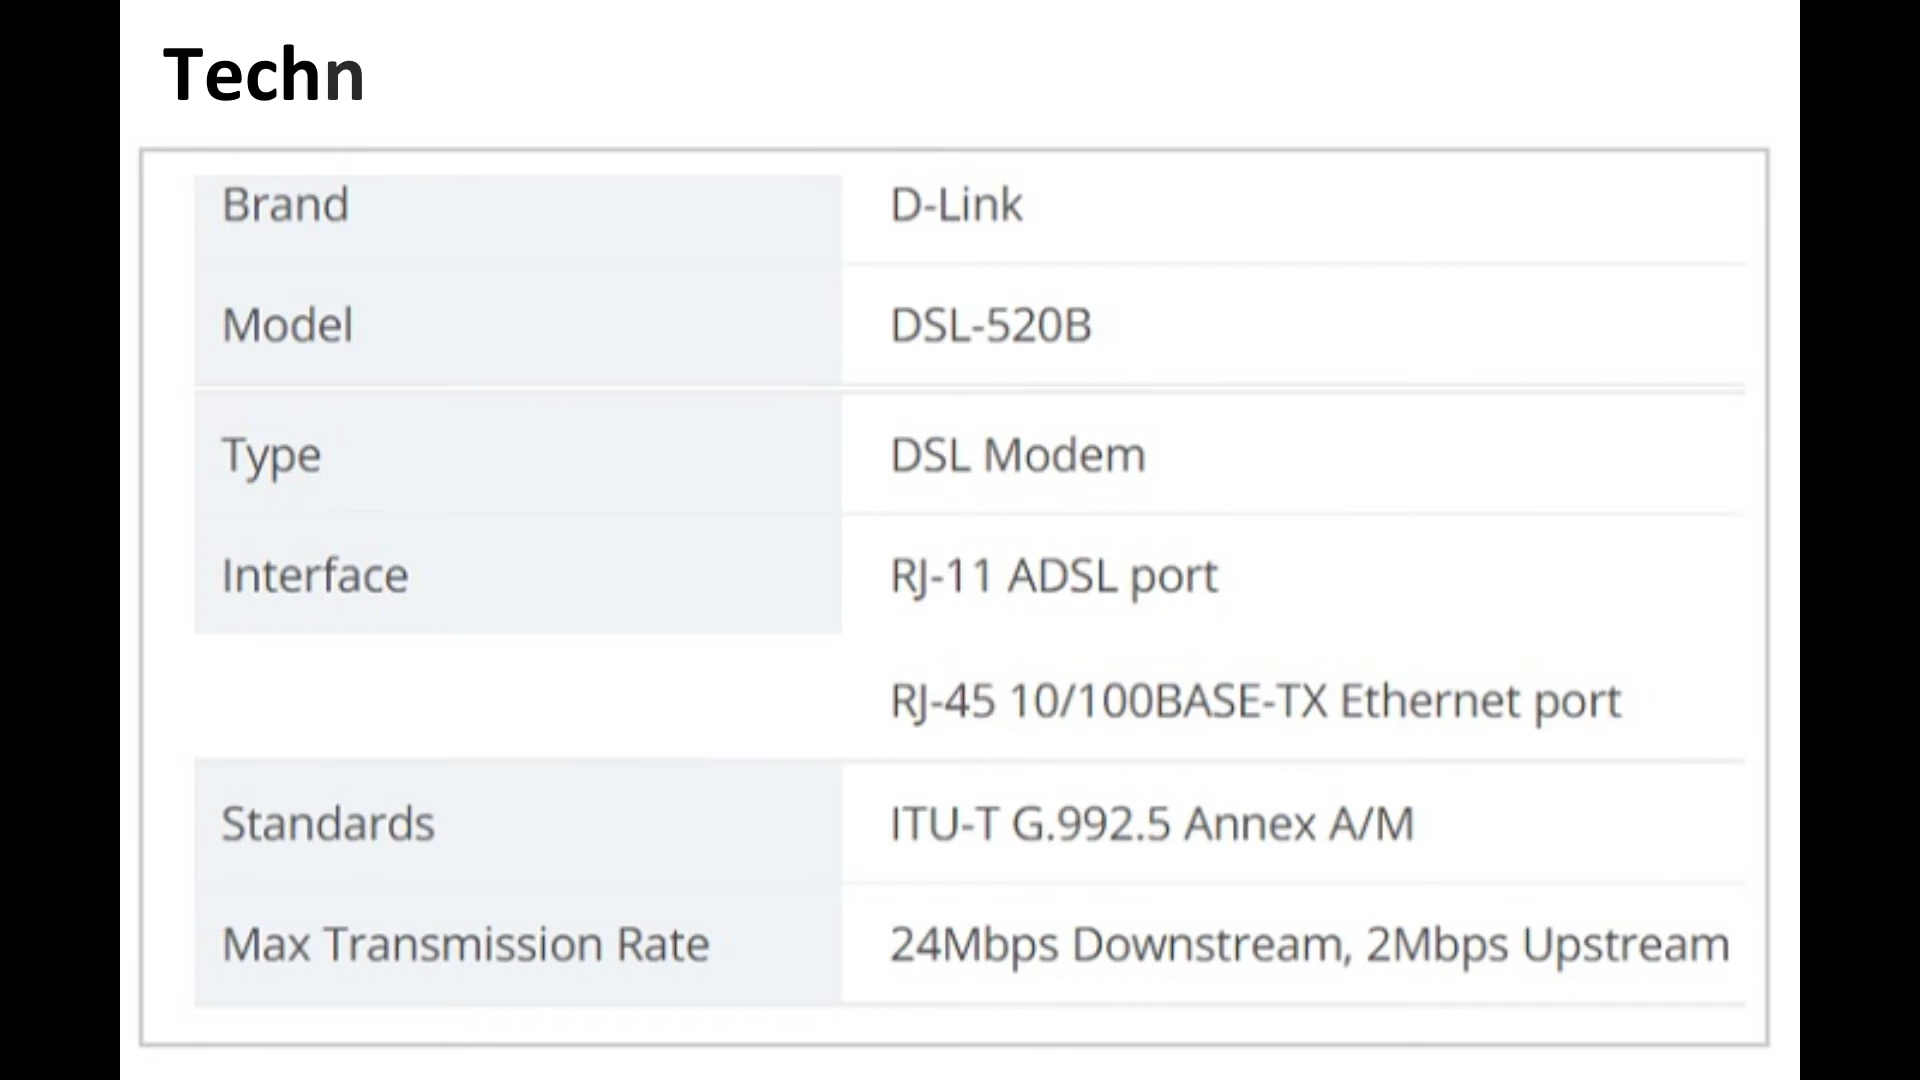 Techn
Brand D-Link
Model DSL-520B
Type DSL Modem
Interface RJ-11 ADSL port
RJ-45 10/100BASE-TX Ethernet port
Standards ITU-T G.992.5 Annex A/M
Max Transmission Rate 24Mbps Downstream, 2Mbps Upstream